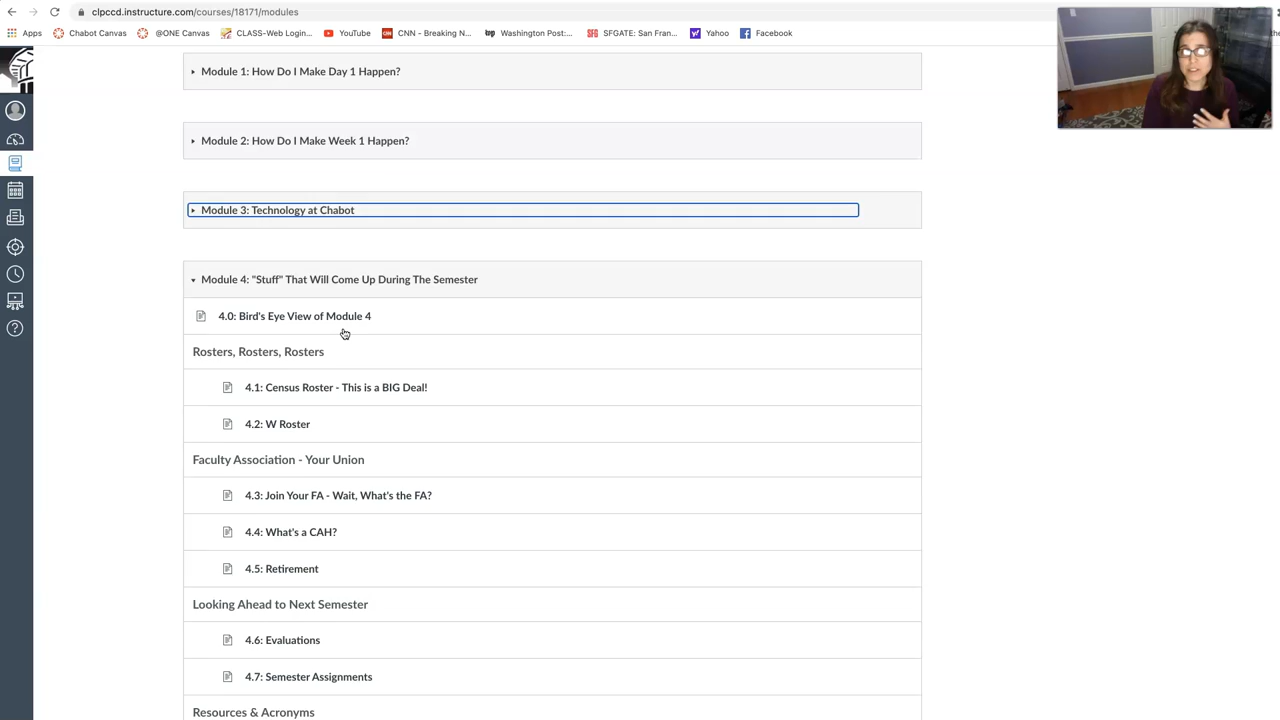 clpccd.instructure.com/courses/18171/modules
Apps Chabot Canvas @ONE Canvas CLASS-Web Login... YouTube CNN - Breaking N... Washington Post:... SFGATE: San Fran... Yahoo Facebook
Module 1: How Do I Make Day 1 Happen?
Module 2: How Do I Make Week 1 Happen?
Module 3: Technology at Chabot
Module 4: "Stuff" That Will Come Up During The Semester
4.0: Bird's Eye View of Module 4
Rosters, Rosters, Rosters
4.1: Census Roster - This is a BIG Deal!
4.2: W Roster
Faculty Association - Your Union
4.3: Join Your FA - Wait, What's the FA?
4.4: What's a CAH?
4.5: Retirement
Looking Ahead to Next Semester
4.6: Evaluations
4.7: Semester Assignments
Resources & Acronyms